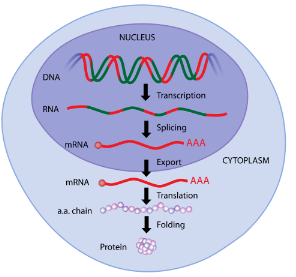 NUCLEUS
DNA
Transcription
RNA
Splicing
mRNA AAA
Export
CYTOPLASM
mRNA AAA
Translation
a.a. chain
Folding
Protein